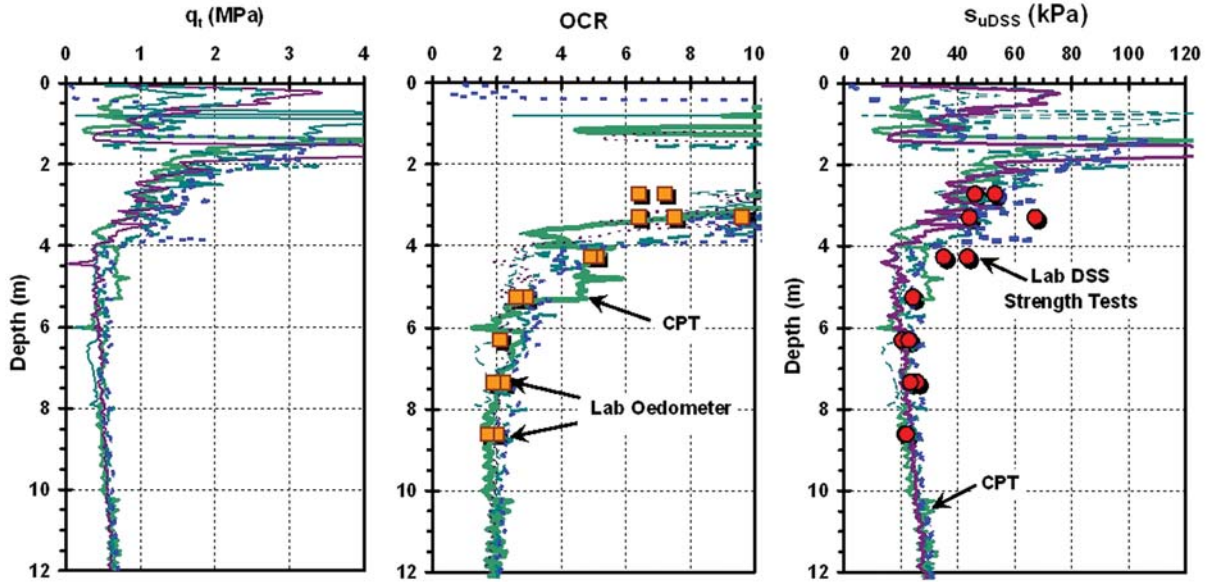 qt (MPa)
0 1 2 3 4
0
2
4
6
8
10
12
Depth (m)
OCR
0 2 4 6 8 10
0
2
4
6
8
10
12
CPT
Lab Oedometer
suDSS (kPa)
0 20 40 60 80 100 120
0
2
4
6
8
10
12
Depth (m)
Lab DSS
Strength Tests
CPT